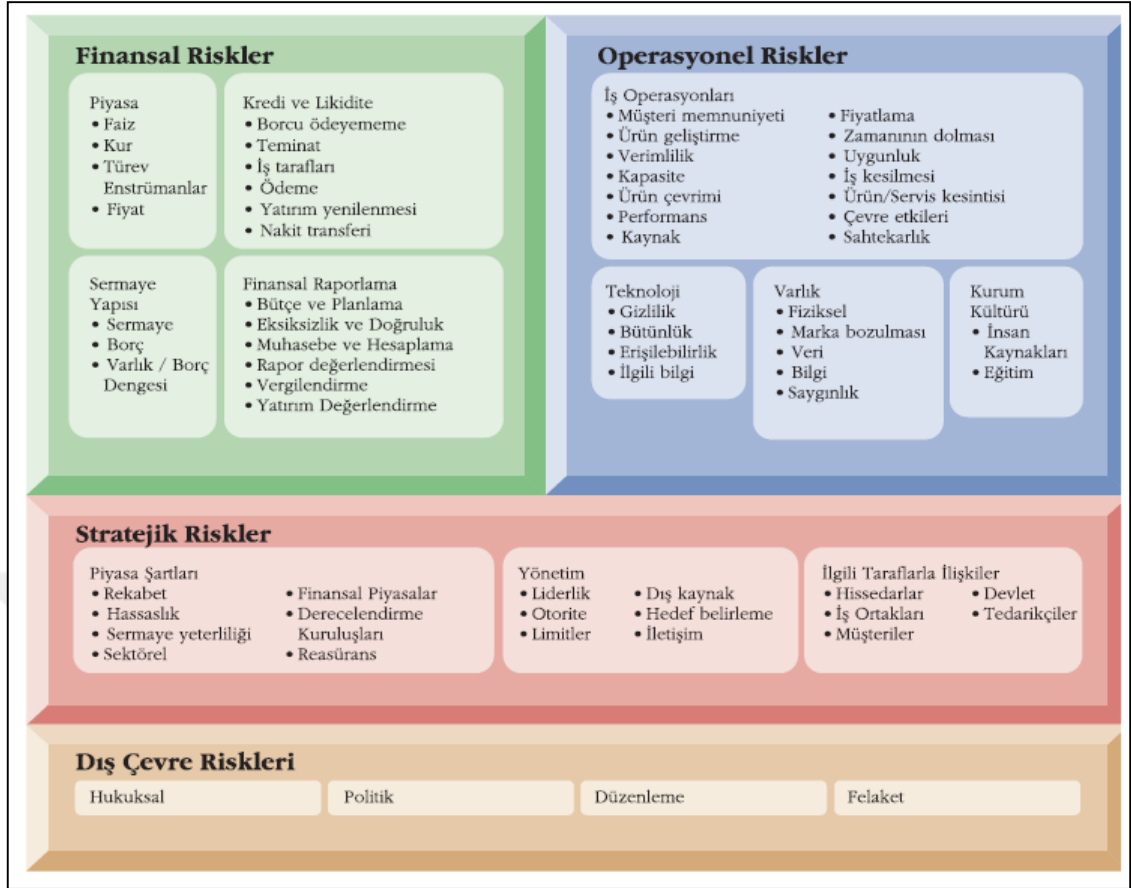 Finansal Riskler
Piyasa
• Faiz
• Kur
• Türev
Enstrümanlar
• Fiyat
Kredi ve Likidite
• Borcu ödeyememe
• Teminat
• İş tarafları
• Ödeme
• Yatırım yenilenmesi
• Nakit transferi
Sermaye
Yapısı
• Sermaye
• Borç
• Varlık / Borç
Dengesi
Finansal Raporlama
• Bütçe ve Planlama
• Eksiksizlik ve Doğruluk
• Muhasebe ve Hesaplama
• Rapor değerlendirmesi
• Vergilendirme
• Yatırım Değerlendirme
Operasyonel Riskler
İş Operasyonları
• Müşteri memnuniyeti
• Ürün geliştirme
• Verimlilik
• Kapasite
• Ürün çevrimi
• Performans
• Kaynak
• Fiyatlama
• Zamanının dolması
• Uygunluk
• İş kesilmesi
• Ürün/Servis kesintisi
• Çevre etkileri
• Sahtekarlık
Teknoloji
• Gizlilik
• Bütünlük
• Erişilebilirlik
• İlgili bilgi
Varlık
• Fiziksel
• Marka bozulması
• Veri
• Bilgi
• Saygınlık
Kurum
Kültürü
• İnsan
Kaynakları
• Eğitim
Stratejik Riskler
Piyasa Şartları
• Rekabet
• Hassaslık
• Sermaye yeterliliği
• Sektörel
• Finansal Piyasalar
• Derecelendirme
Kuruluşları
• Reasürans
Yönetim
• Liderlik
• Otorite
• Limitler
• Dış kaynak
• Hedef belirleme
• İletişim
İlgili Taraflarla İlişkiler
• Hissedarlar
• İş Ortakları
• Müşteriler
• Devlet
• Tedarikçiler
Dış Çevre Riskleri
Hukuksal
Politik
Düzenleme
Felaket